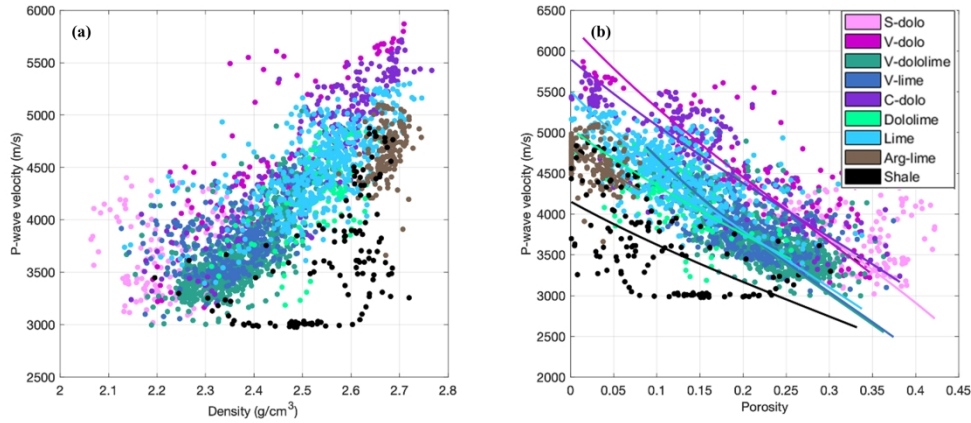 (a)
P-wave velocity (m/s)
6000
5500
5000
4500
4000
3500
3000
2500
2
2.1
2.2
2.3
2.4
2.5
2.6
2.7
2.8
Density (g/cm3)
(b)
P-wave velocity (m/s)
6500
6000
5500
5000
4500
4000
3500
3000
2500
2000
0
0.05
0.1
0.15
0.2
0.25
0.3
0.35
0.4
0.45
Porosity
S-dolo
V-dolo
V-dololime
V-lime
C-dolo
Dololime
Lime
Arg-lime
Shale